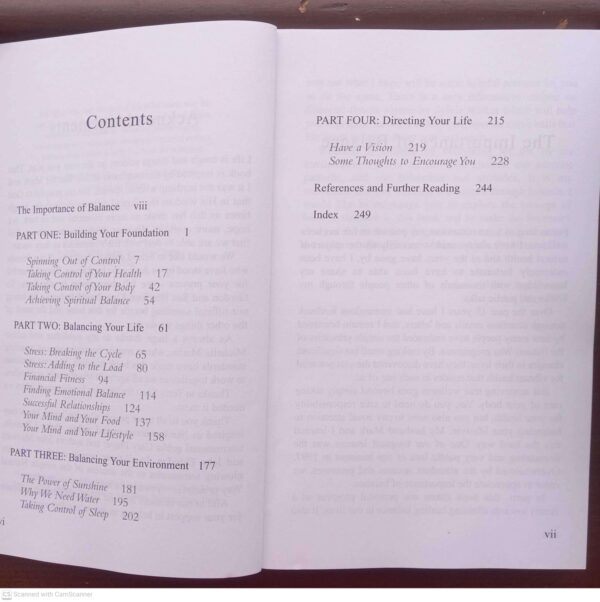 Contents
The Importance of Balance viii
PART ONE: Building Your Foundation 1
Spinning Out of Control 7
Taking Control of Your Health 17
Taking Control of Your Body 42
Achieving Spiritual Balance 54
PART TWO: Balancing Your Life 61
Stress: Breaking the Cycle 65
Stress: Adding to the Load 80
Financial Fitness 94
Finding Emotional Balance 114
Successful Relationships 124
Your Mind and Your Food 137
Your Mind and Your Lifestyle 158
PART THREE: Balancing Your Environment 177
The Power of Sunshine 181
Why We Need Water 195
Taking Control of Sleep 202
vi
PART FOUR: Directing Your Life 215
Have a Vision 219
Some Thoughts to Encourage You 228
References and Further Reading 244
Index 249
vii
CS Scanned with CamScanner